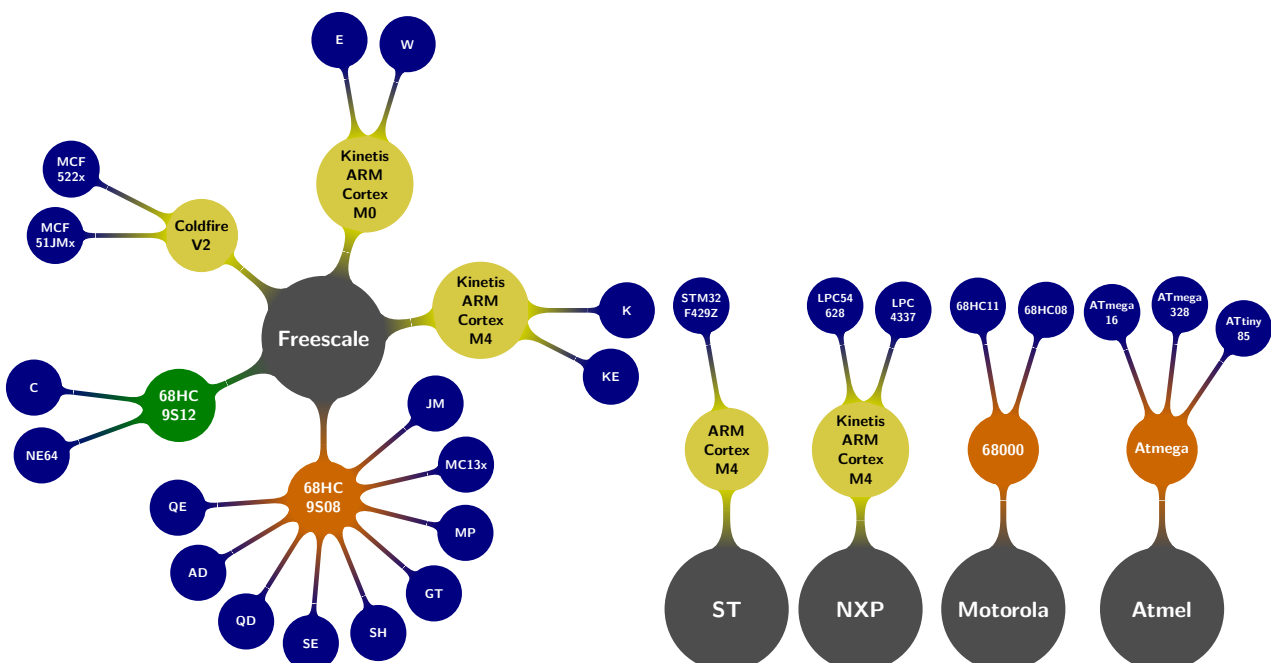 E
W
Kinetis
ARM
Cortex
M0
MCF
522x
MCF
51JMx
Coldfire
V2
Kinetis
ARM
Cortex
M4
K
KE
Freescale
C
NE64
68HC
9S12
68HC
9S08
JM
MC13x
MP
GT
SH
SE
QD
AD
QE
STM32
F429Z
ARM
Cortex
M4
ST
LPC54
628
LPC
4337
Kinetis
ARM
Cortex
M4
NXP
68HC11
68HC08
68000
Motorola
ATmega
16
ATmega
328
ATtiny
85
Atmega
Atmel